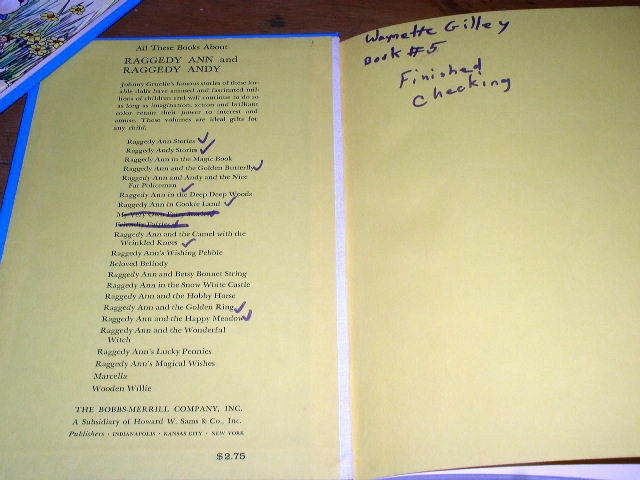 All These Books About
RAGGEDY ANN and
RAGGEDY ANDY
Johnny Gruelle's famous stories of these lov-
able dolls have amused and fascinated mil-
lions of children and will continue to do so
as long as imagination, action and brilliant
color retain their power to interest and
amuse. These volumes are ideal gifts for
any child.
Raggedy Ann Stories
Raggedy Andy Stories
Raggedy Ann in the Magic Book
Raggedy Ann and the Golden Butterfly
Raggedy Ann and Andy and the Nice
Fat Policeman
Raggedy Ann in the Deep Deep Woods
Raggedy Ann in Cookie Land
My Very Own Fairy Stories
Friendly Fairies
Raggedy Ann and the Camel with the
Wrinkled Knees
Raggedy Ann's Wishing Pebble
Beloved Belindy
Raggedy Ann and Betsy Bonnet String
Raggedy Ann in the Snow White Castle
Raggedy Ann and the Hobby Horse
Raggedy Ann and the Golden Ring
Raggedy Ann and the Happy Meadow
Raggedy Ann and the Wonderful
Witch
Raggedy Ann's Lucky Pennies
Raggedy Ann's Magical Wishes
Marcella
Wooden Willie
THE BOBBS-MERRILL COMPANY, INC.
A Subsidiary of Howard W. Sams & Co., Inc.
Publishers · INDIANAPOLIS · KANSAS CITY · NEW YORK
$2.75
Waynette Gilley
Book #5
Finished
Checking